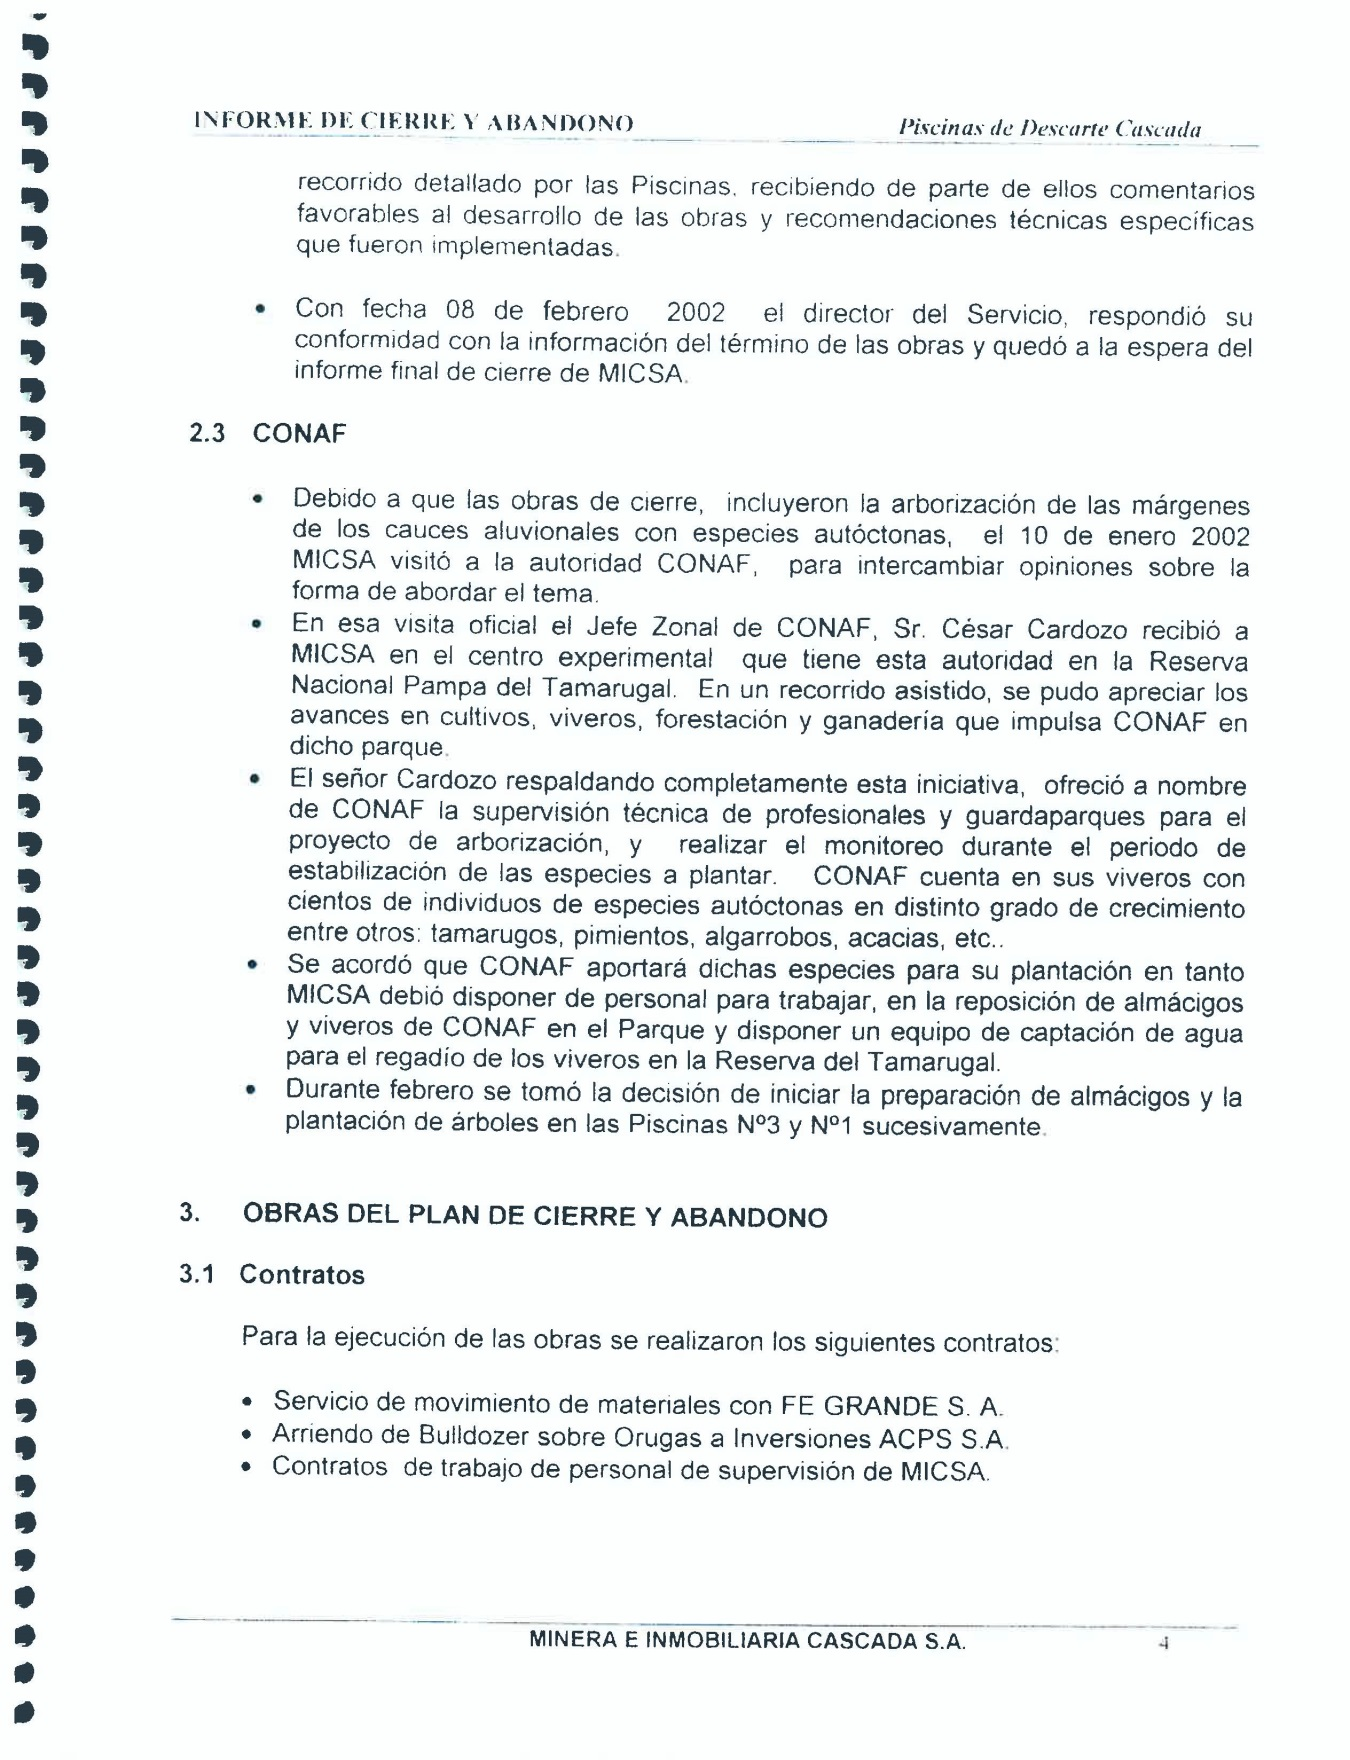 INFORME DE CIERRE Y ABANDONO Piscinas de Descarte Cascada
recorrido detallado por las Piscinas, recibiendo de parte de ellos comentarios
favorables al desarrollo de las obras y recomendaciones técnicas específicas
que fueron implementadas.
• Con fecha 08 de febrero 2002 el director del Servicio, respondió su
conformidad con la información del término de las obras y quedó a la espera del
informe final de cierre de MICSA.
2.3 CONAF
• Debido a que las obras de cierre, incluyeron la arborización de las márgenes
de los cauces aluvionales con especies autóctonas, el 10 de enero 2002
MICSA visitó a la autoridad CONAF, para intercambiar opiniones sobre la
forma de abordar el tema.
• En esa visita oficial el Jefe Zonal de CONAF, Sr. César Cardozo recibió a
MICSA en el centro experimental que tiene esta autoridad en la Reserva
Nacional Pampa del Tamarugal. En un recorrido asistido, se pudo apreciar los
avances en cultivos, viveros, forestación y ganadería que impulsa CONAF en
dicho parque.
• El señor Cardozo respaldando completamente esta iniciativa, ofreció a nombre
de CONAF la supervisión técnica de profesionales y guardaparques para el
proyecto de arborización, y realizar el monitoreo durante el periodo de
estabilización de las especies a plantar. CONAF cuenta en sus viveros con
cientos de individuos de especies autóctonas en distinto grado de crecimiento
entre otros: tamarugos, pimientos, algarrobos, acacias, etc..
• Se acordó que CONAF aportará dichas especies para su plantación en tanto
MICSA debió disponer de personal para trabajar, en la reposición de almácigos
y viveros de CONAF en el Parque y disponer un equipo de captación de agua
para el regadío de los viveros en la Reserva del Tamarugal.
• Durante febrero se tomó la decisión de iniciar la preparación de almácigos y la
plantación de árboles en las Piscinas Nº3 y Nº1 sucesivamente.
3. OBRAS DEL PLAN DE CIERRE Y ABANDONO
3.1 Contratos
Para la ejecución de las obras se realizaron los siguientes contratos:
• Servicio de movimiento de materiales con FE GRANDE S. A.
• Arriendo de Bulldozer sobre Orugas a Inversiones ACPS S.A.
• Contratos de trabajo de personal de supervisión de MICSA.
MINERA E INMOBILIARIA CASCADA S.A. 4